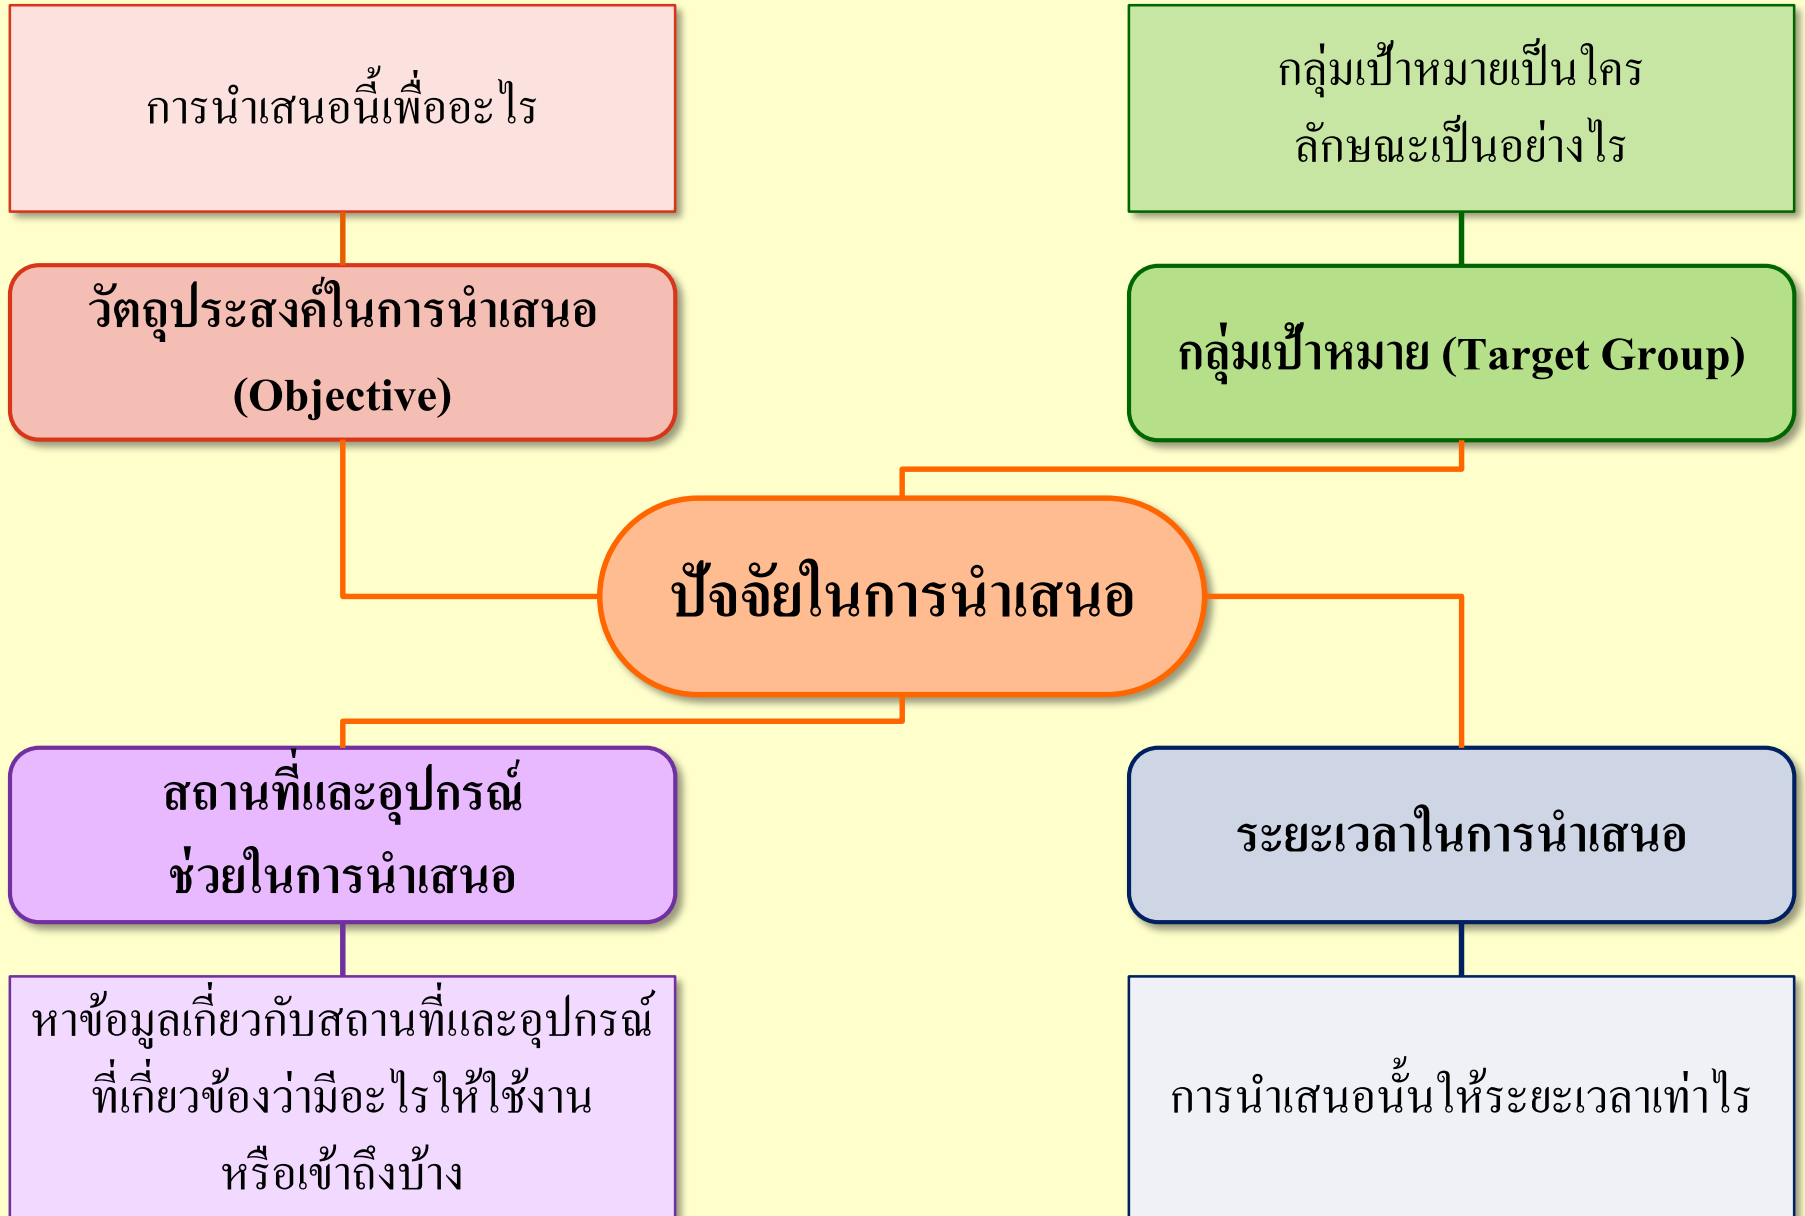 การนำเสนอนี้เพื่ออะไร
กลุ่มเป้าหมายเป็นใคร
ลักษณะเป็นอย่างไร
วัตถุประสงค์ในการนำเสนอ
(Objective)
กลุ่มเป้าหมาย (Target Group)
ปัจจัยในการนำเสนอ
สถานที่และอุปกรณ์
ช่วยในการนำเสนอ
ระยะเวลาในการนำเสนอ
หาข้อมูลเกี่ยวกับสถานที่และอุปกรณ์
ที่เกี่ยวข้องว่ามีอะไรให้ใช้งาน
หรือเข้าถึงบ้าง
การนำเสนอนั้นให้ระยะเวลาเท่าไร